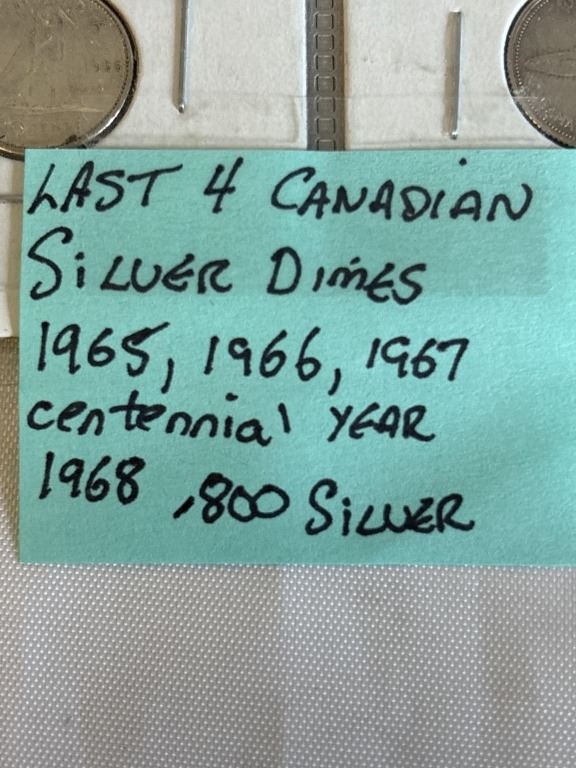 LAST 4 CANADIAN
SiLVER DimES
1965, 1966, 1967
centennial YEAR
1968 .800 SiLVER